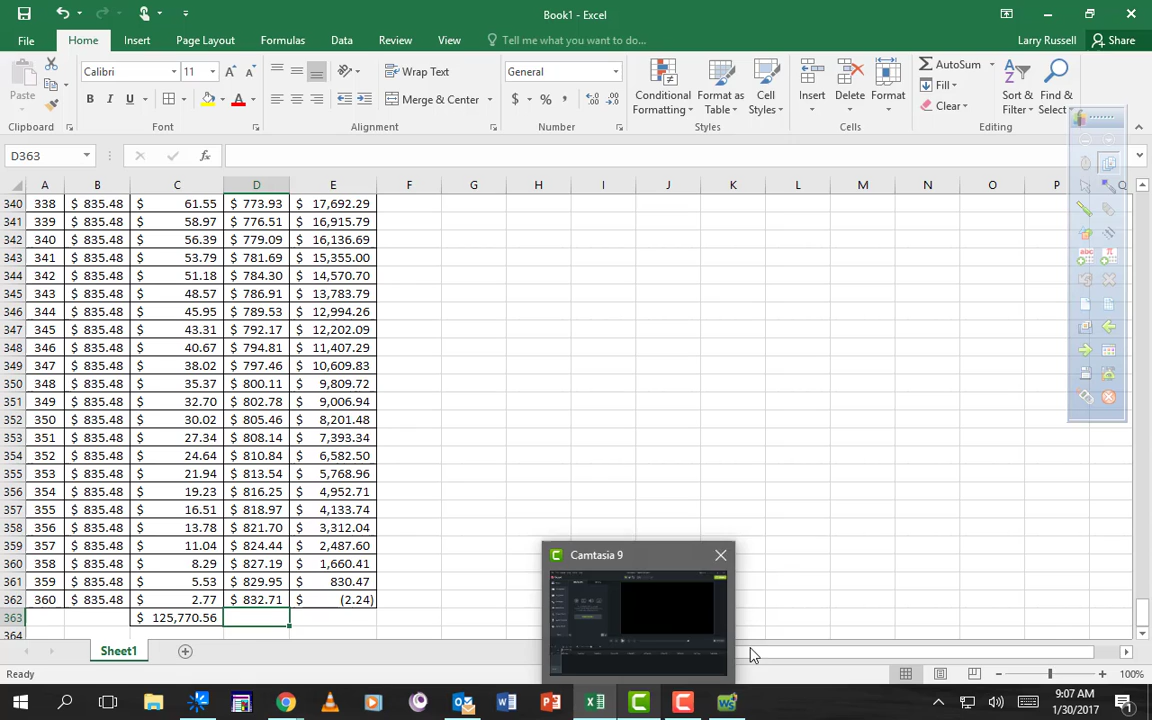 Book1 - Excel
File Home Insert Page Layout Formulas Data Review View Tell me what you want to do... Larry Russell Share
Paste Calibri 11 Wrap Text General Conditional Formatting Format as Table Cell Styles Insert Delete Format AutoSum Sort & Filter Find & Select
B I U A Merge & Center $ % , Fill Clear
Clipboard Font Alignment Number Styles Cells Editing
D363 fx
A B C D E F G H I J K L M N O P Q
340 338 $ 835.48 $ 61.55 $ 773.93 $ 17,692.29
341 339 $ 835.48 $ 58.97 $ 776.51 $ 16,915.79
342 340 $ 835.48 $ 56.39 $ 779.09 $ 16,136.69
343 341 $ 835.48 $ 53.79 $ 781.69 $ 15,355.00
344 342 $ 835.48 $ 51.18 $ 784.30 $ 14,570.70
345 343 $ 835.48 $ 48.57 $ 786.91 $ 13,783.79
346 344 $ 835.48 $ 45.95 $ 789.53 $ 12,994.26
347 345 $ 835.48 $ 43.31 $ 792.17 $ 12,202.09
348 346 $ 835.48 $ 40.67 $ 794.81 $ 11,407.29
349 347 $ 835.48 $ 38.02 $ 797.46 $ 10,609.83
350 348 $ 835.48 $ 35.37 $ 800.11 $ 9,809.72
351 349 $ 835.48 $ 32.70 $ 802.78 $ 9,006.94
352 350 $ 835.48 $ 30.02 $ 805.46 $ 8,201.48
353 351 $ 835.48 $ 27.34 $ 808.14 $ 7,393.34
354 352 $ 835.48 $ 24.64 $ 810.84 $ 6,582.50
355 353 $ 835.48 $ 21.94 $ 813.54 $ 5,768.96
356 354 $ 835.48 $ 19.23 $ 816.25 $ 4,952.71
357 355 $ 835.48 $ 16.51 $ 818.97 $ 4,133.74
358 356 $ 835.48 $ 13.78 $ 821.70 $ 3,312.04
359 357 $ 835.48 $ 11.04 $ 824.44 $ 2,487.60
360 358 $ 835.48 $ 8.29 $ 827.19 $ 1,660.41
361 359 $ 835.48 $ 5.53 $ 829.95 $ 830.47
362 360 $ 835.48 $ 2.77 $ 832.71 $ (2.24)
363 $ 125,770.56
364
Camtasia 9
Sheet1
Ready 100%
9:07 AM
1/30/2017